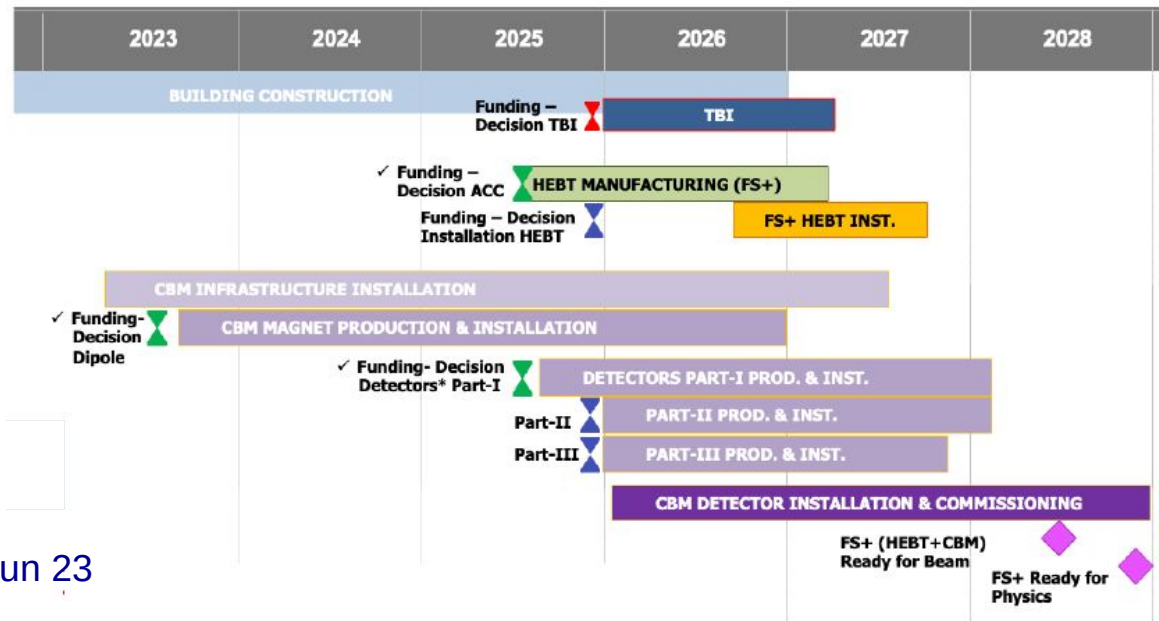 2023 2024 2025 2026 2027 2028
BUILDING CONSTRUCTION
Funding –
Decision TBI
TBI
✓ Funding –
Decision ACC
HEBT MANUFACTURING (FS+)
Funding – Decision
Installation HEBT
FS+ HEBT INST.
CBM INFRASTRUCTURE INSTALLATION
✓ Funding-
Decision
Dipole
CBM MAGNET PRODUCTION & INSTALLATION
✓ Funding- Decision
Detectors* Part-I
DETECTORS PART-I PROD. & INST.
Part-II
PART-II PROD. & INST.
Part-III
PART-III PROD. & INST.
CBM DETECTOR INSTALLATION & COMMISSIONING
FS+ (HEBT+CBM)
Ready for Beam
FS+ Ready for
Physics
un 23